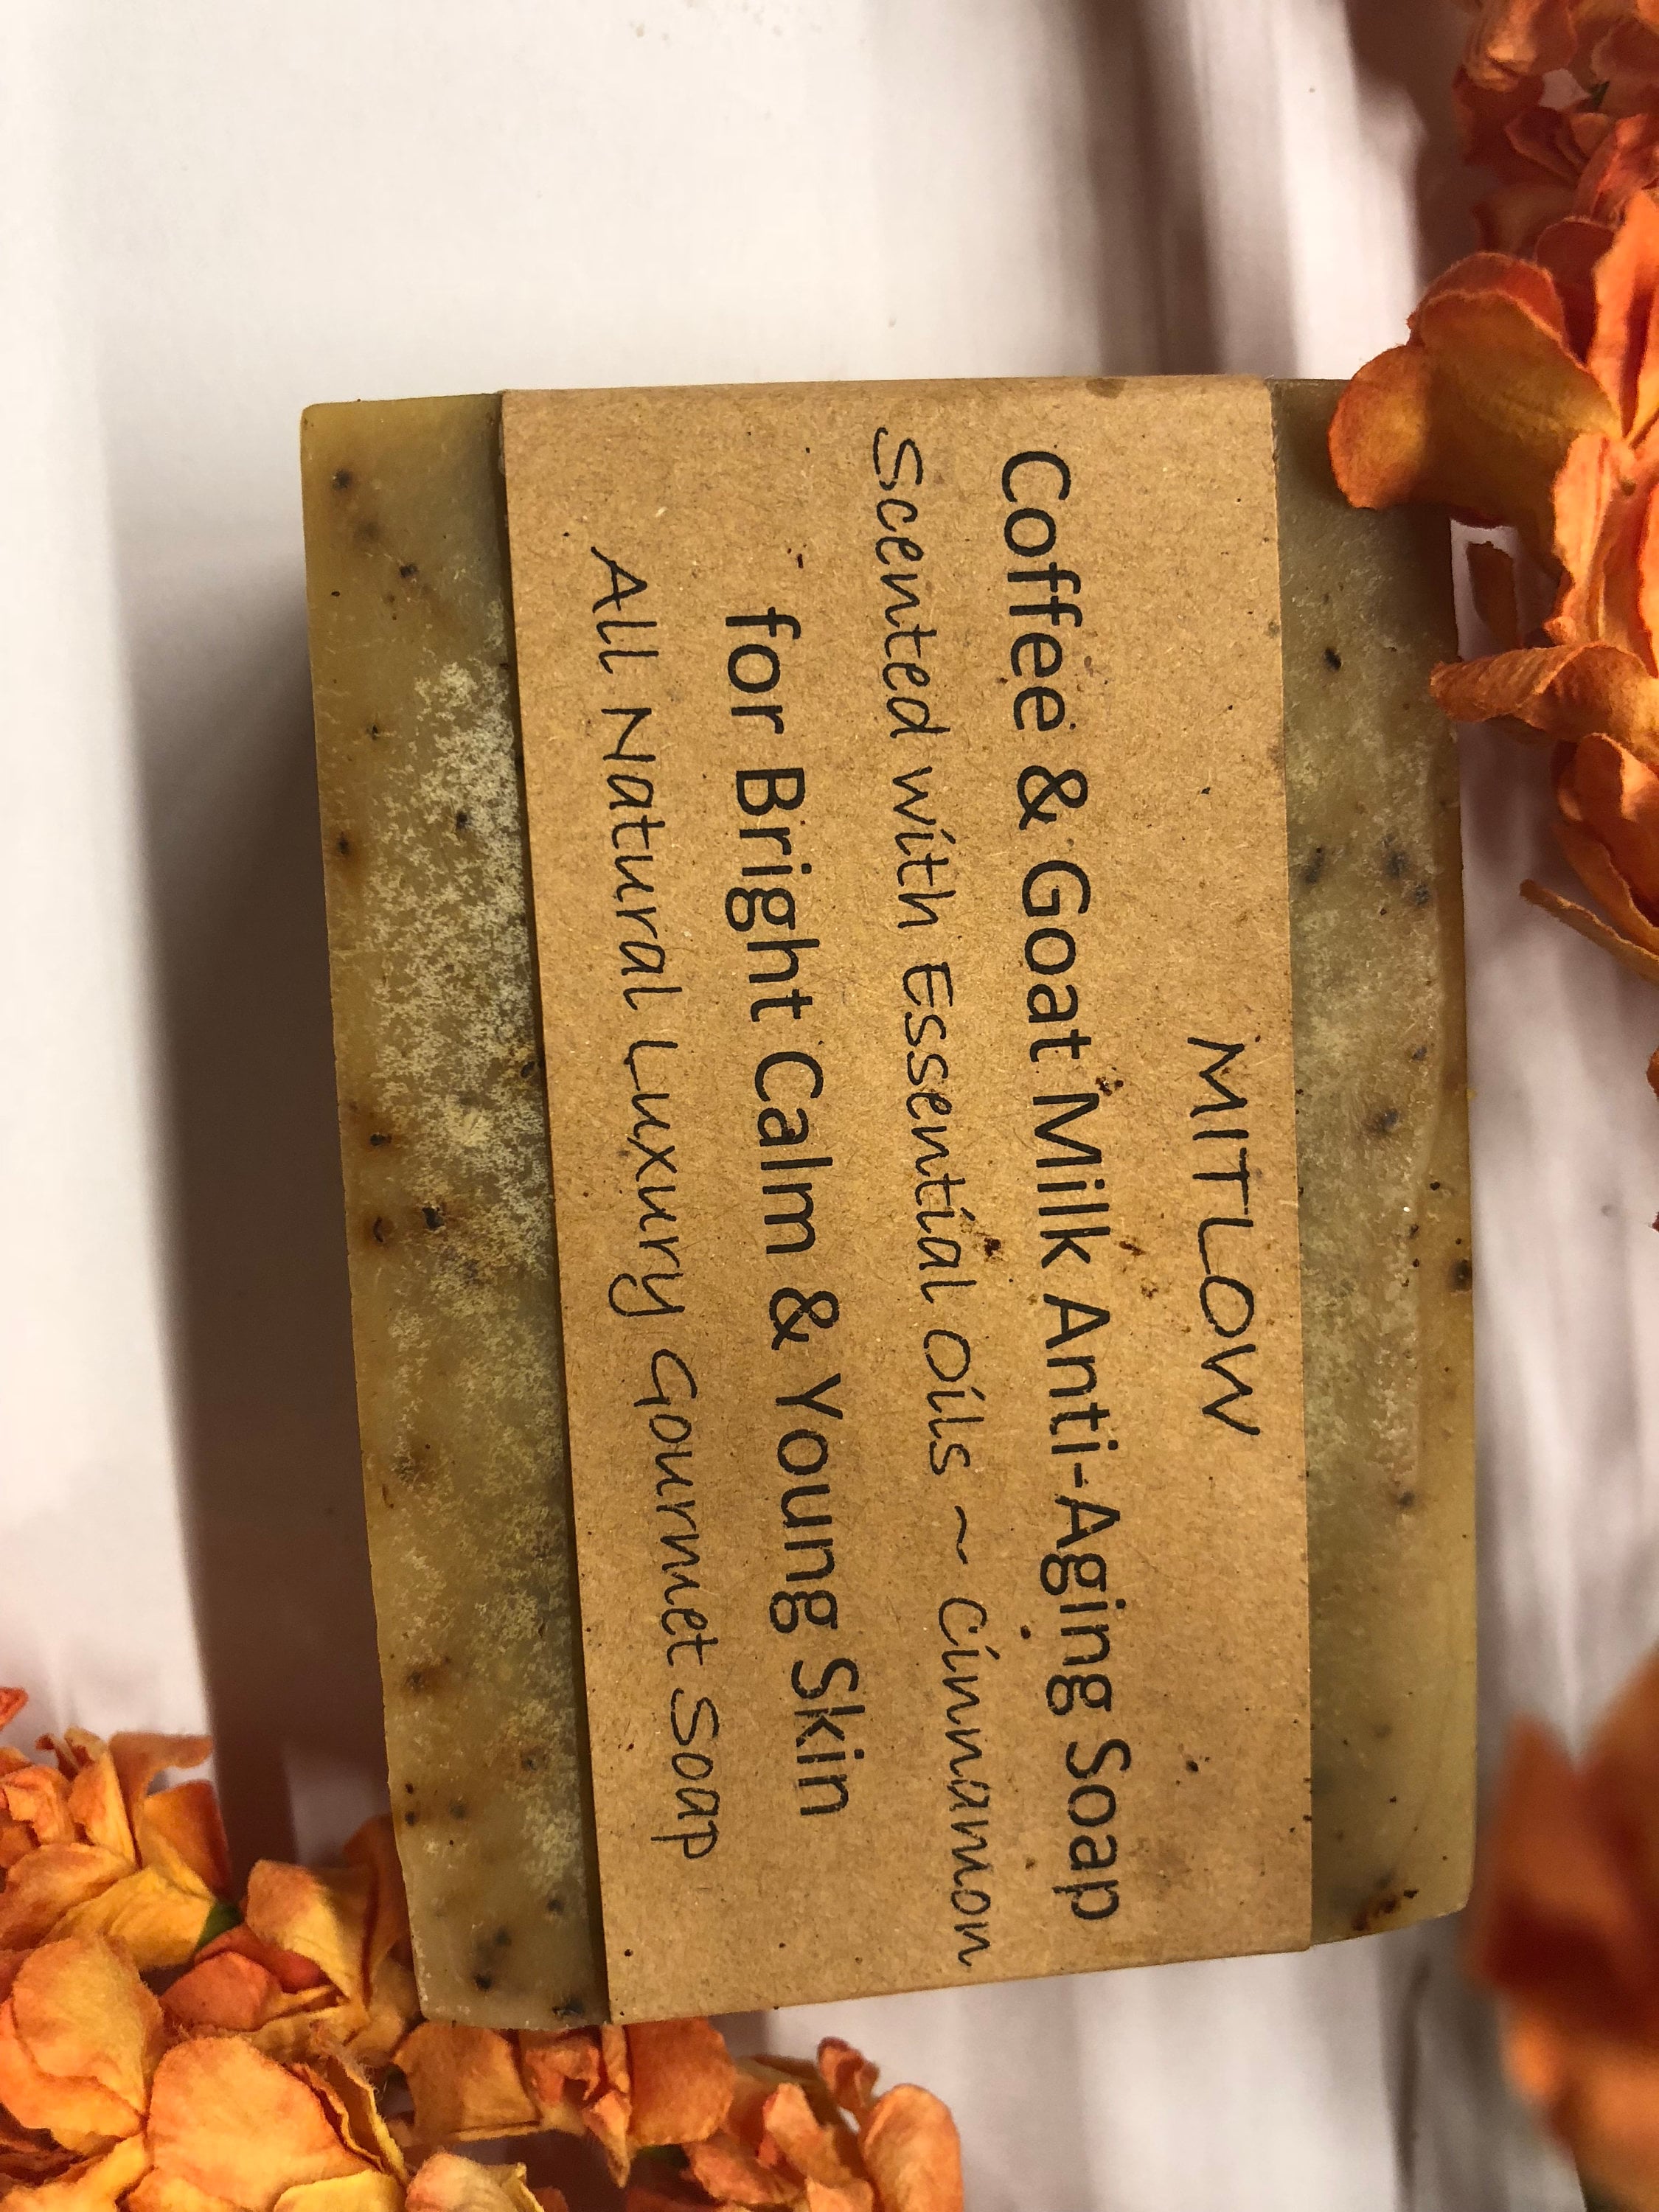 MITLOW
Coffee & Goat Milk Anti-Aging Soap
Scented with Essential Oils ~ Cinnamon
for Bright Calm & Young Skin
All Natural Luxury Gourmet Soap